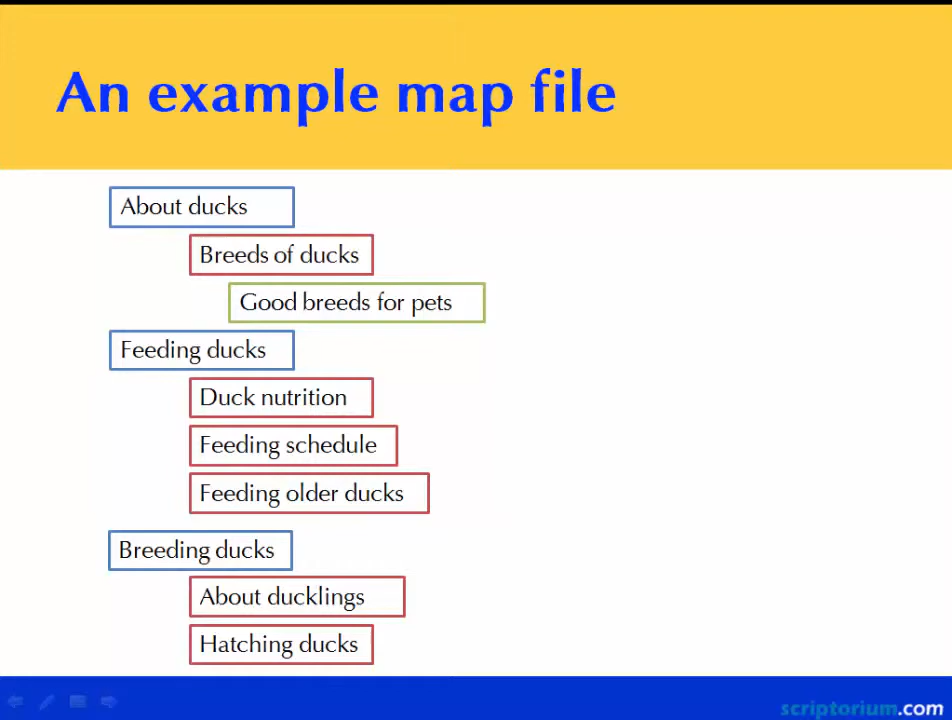 An example map file
About ducks
Breeds of ducks
Good breeds for pets
Feeding ducks
Duck nutrition
Feeding schedule
Feeding older ducks
Breeding ducks
About ducklings
Hatching ducks
scriptorium.com